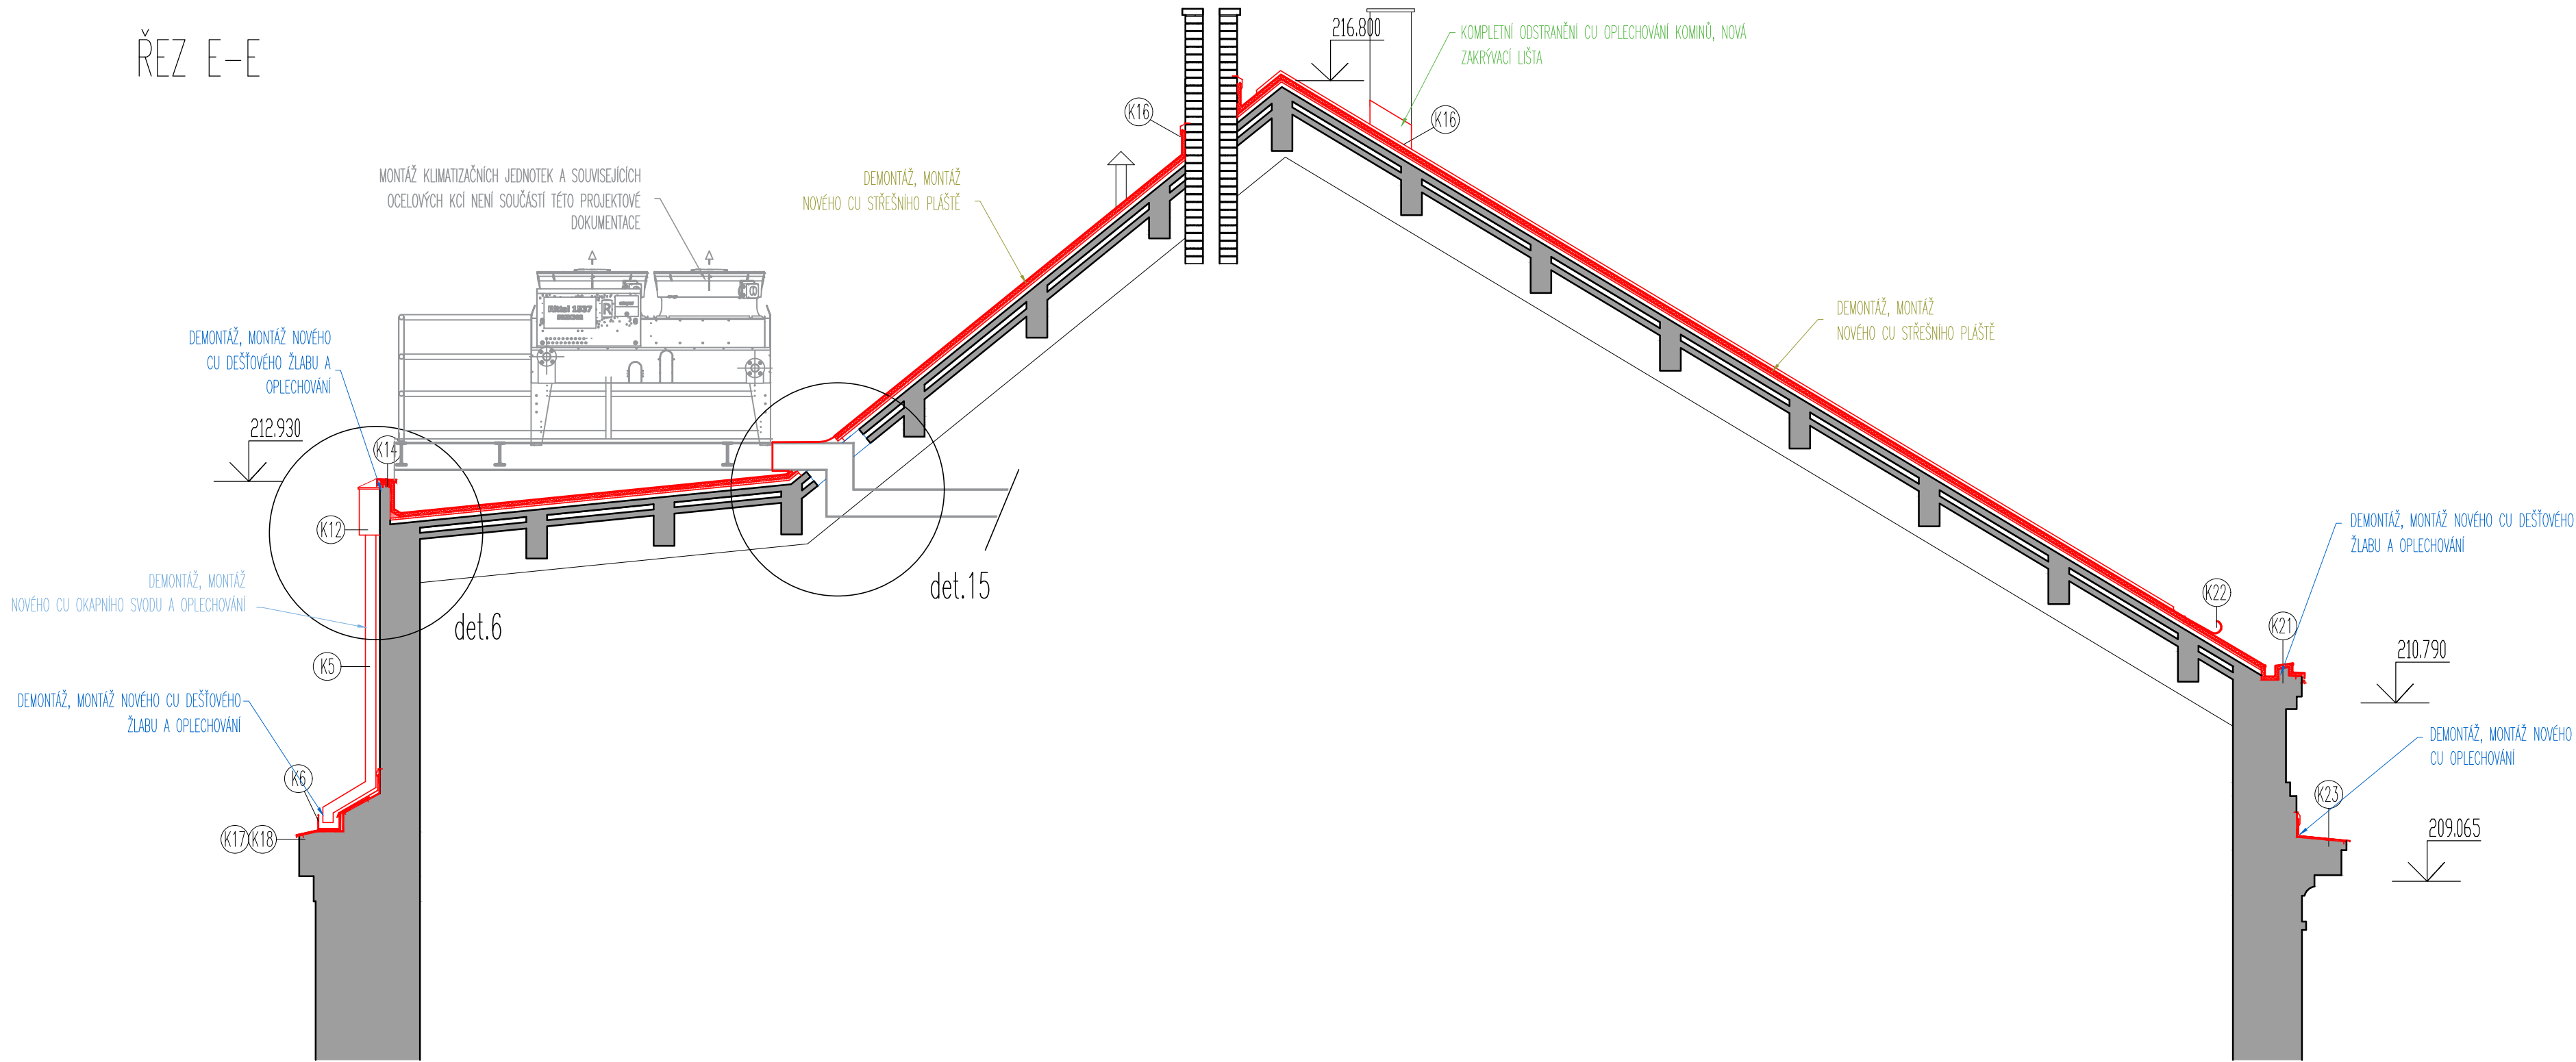 ŘEZ E-E
216.800
KOMPLETNÍ ODSTRANĚNÍ CU OPLECHOVÁNÍ KOMINŮ, NOVÁ
ZAKRÝVACÍ LIŠTA
K16
K16
MONTÁŽ KLIMATIZAČNÍCH JEDNOTEK A SOUVISEJÍCÍCH
OCELOVÝCH KCÍ NENÍ SOUČÁSTÍ TÉTO PROJEKTOVÉ
DOKUMENTACE
DEMONTÁŽ, MONTÁŽ
NOVÉHO CU STŘEŠNÍHO PLÁŠTĚ
DEMONTÁŽ, MONTÁŽ
NOVÉHO CU STŘEŠNÍHO PLÁŠTĚ
DEMONTÁŽ, MONTÁŽ NOVÉHO
CU DEŠŤOVÉHO ŽLABU A
OPLECHOVÁNÍ
212.930
K14
K12
DEMONTÁŽ, MONTÁŽ
NOVÉHO CU OKAPNÍHO SVODU A OPLECHOVÁNÍ
det.6
det.15
K5
DEMONTÁŽ, MONTÁŽ NOVÉHO CU DEŠŤOVÉHO
ŽLABU A OPLECHOVÁNÍ
K6
K17 K18
DEMONTÁŽ, MONTÁŽ NOVÉHO CU DEŠŤOVÉHO
ŽLABU A OPLECHOVÁNÍ
K22
K21
210.790
DEMONTÁŽ, MONTÁŽ NOVÉHO
CU OPLECHOVÁNÍ
K23
209.065